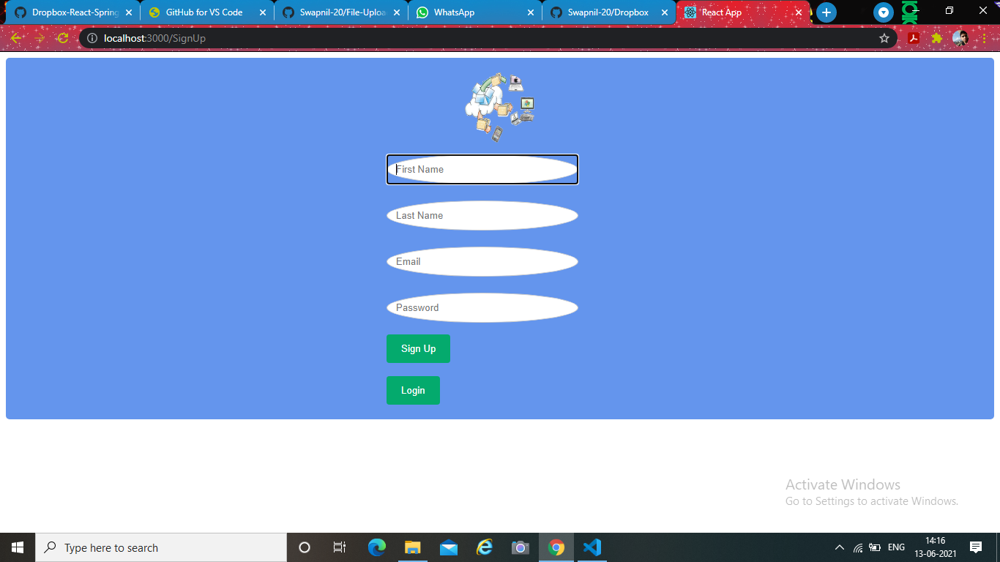 Dropbox-React-Spring
GitHub for VS Code
Swapnil-20/File-Uploa
WhatsApp
Swapnil-20/Dropbox
React App
localhost:3000/SignUp
First Name
Last Name
Email
Password
Sign Up
Login
Activate Windows
Go to Settings to activate Windows.
Type here to search
ENG
14:16
13-06-2021